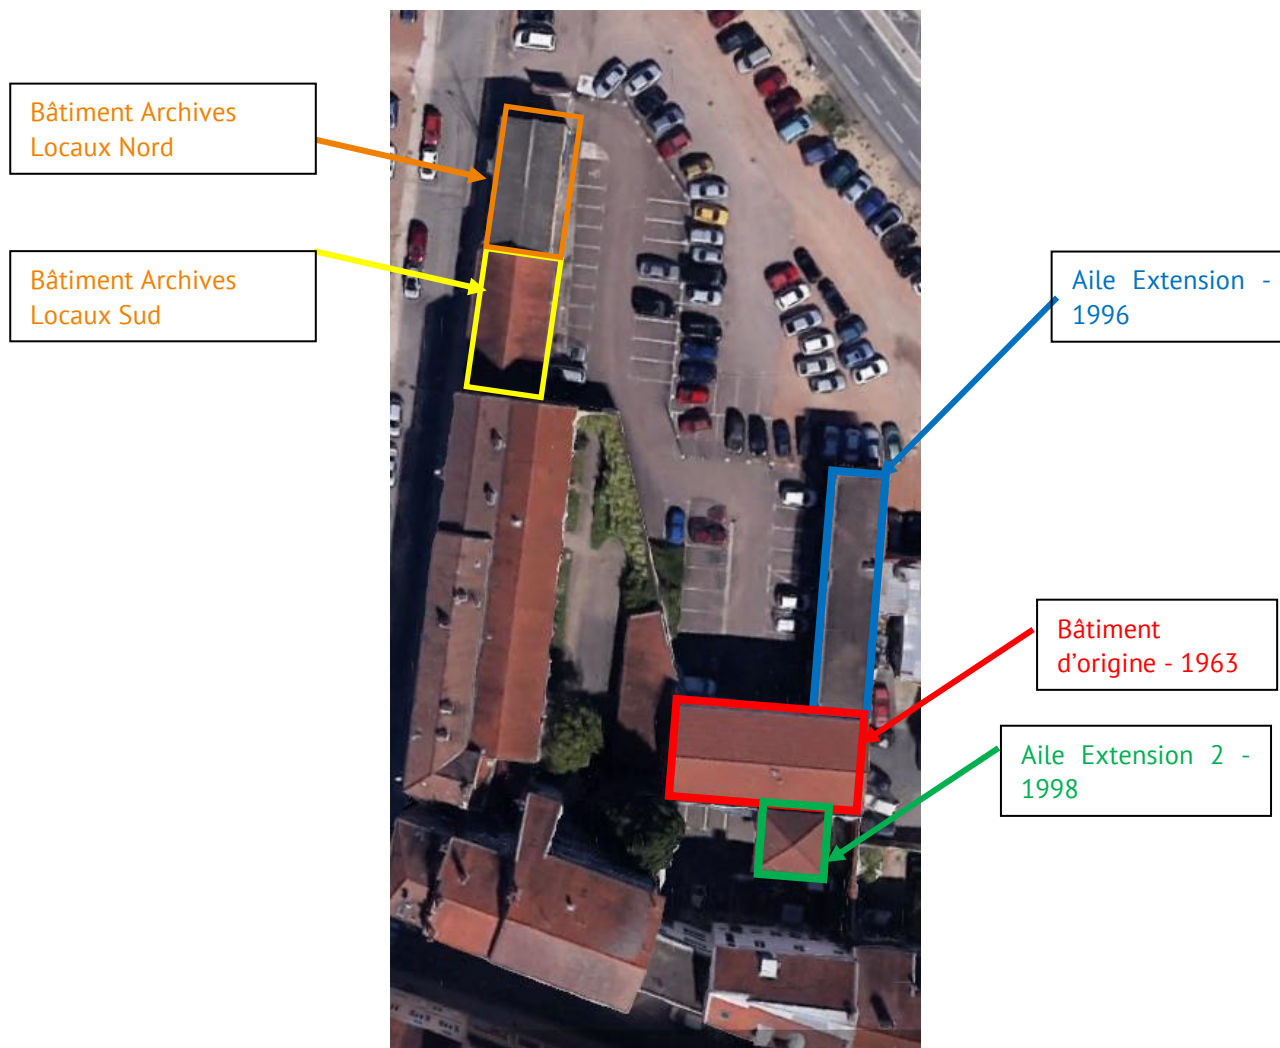 Bâtiment Archives
Locaux Nord
Bâtiment Archives
Locaux Sud
Aile Extension -
1996
Bâtiment
d’origine - 1963
Aile Extension 2 -
1998